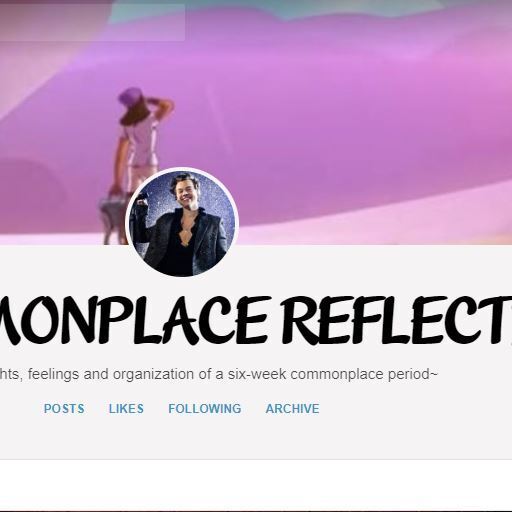 MONPLACE REFLECT
hts, feelings and organization of a six-week commonplace period~
POSTS LIKES FOLLOWING ARCHIVE